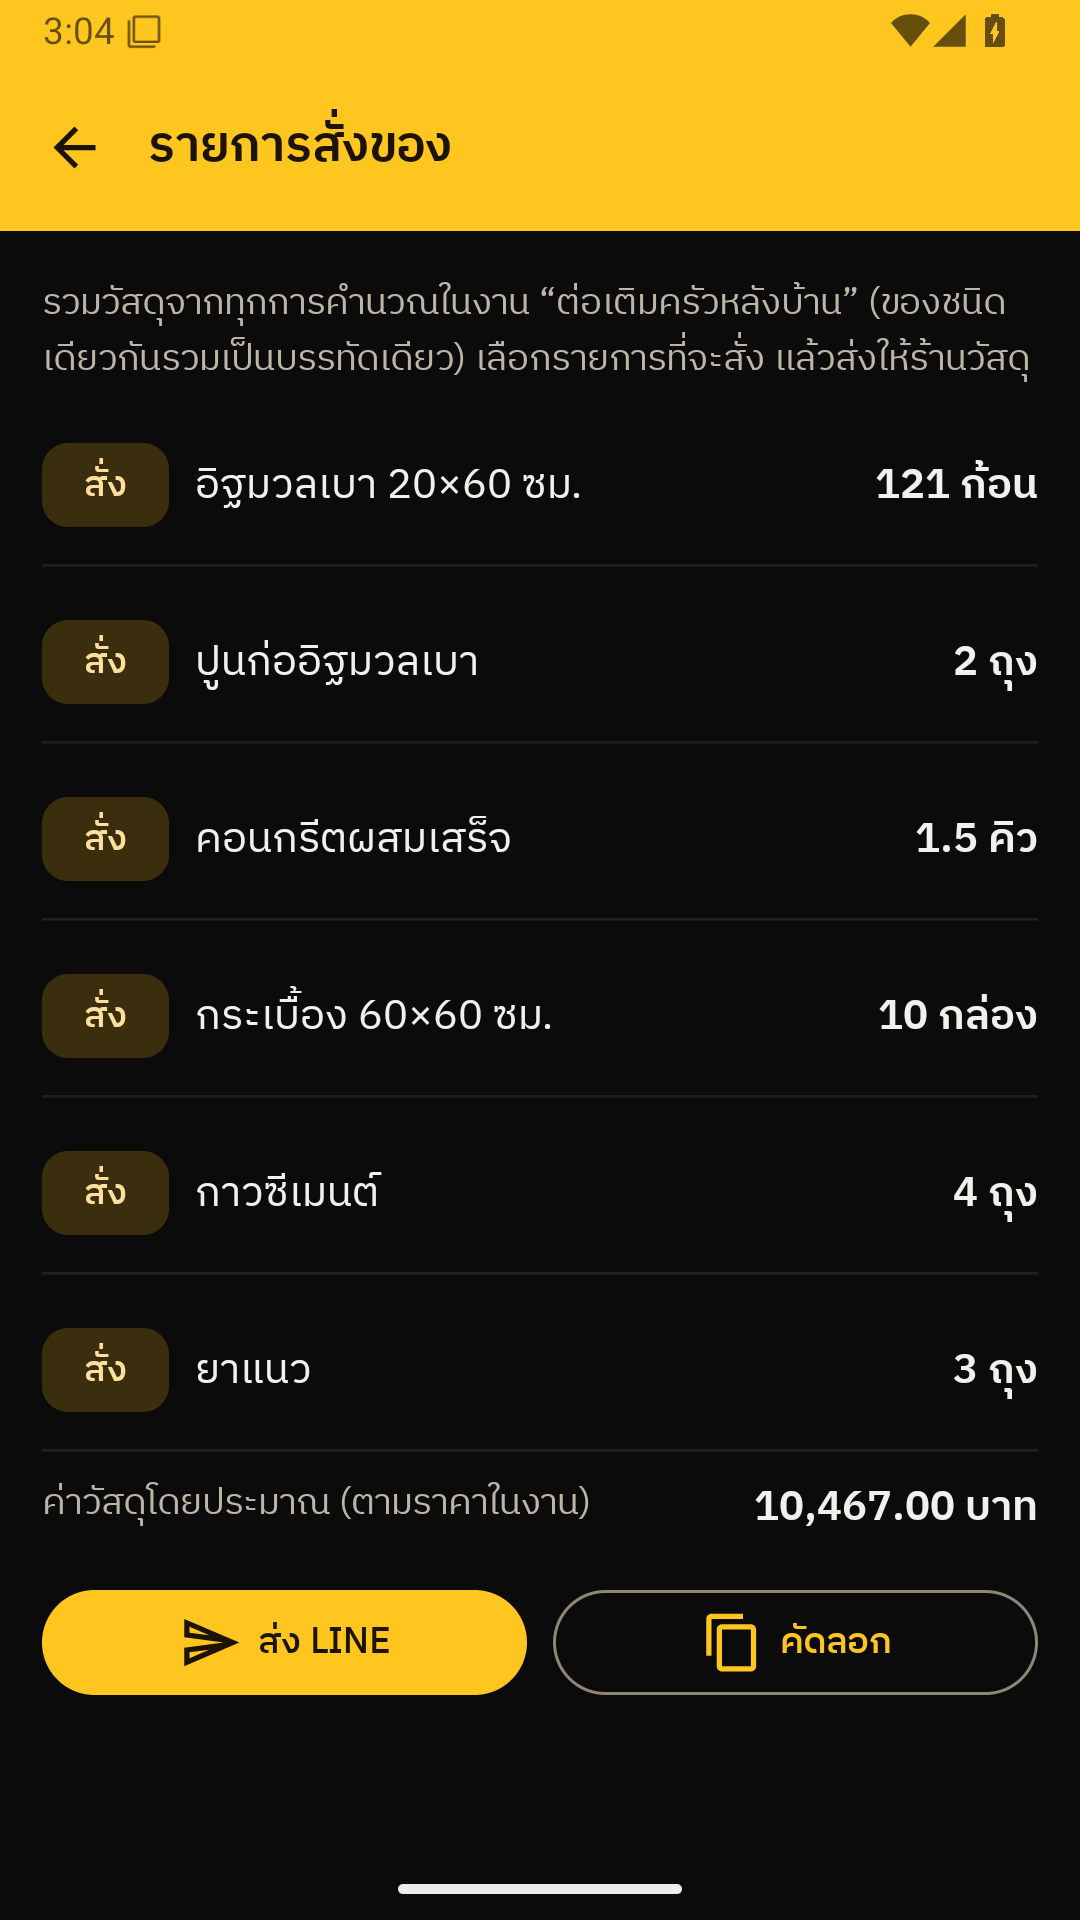 3:04
รายการสั่งของ
รวมวัสดุจากทุกการคำนวณในงาน “ต่อเติมครัวหลังบ้าน” (ของชนิด
เดียวกันรวมเป็นบรรทัดเดียว) เลือกรายการที่จะสั่ง แล้วส่งให้ร้านวัสดุ
สั่ง อิฐมวลเบา 20×60 ซม. 121 ก้อน
สั่ง ปูนก่ออิฐมวลเบา 2 ถุง
สั่ง คอนกรีตผสมเสร็จ 1.5 คิว
สั่ง กระเบื้อง 60×60 ซม. 10 กล่อง
สั่ง กาวซีเมนต์ 4 ถุง
สั่ง ยาแนว 3 ถุง
ค่าวัสดุโดยประมาณ (ตามราคาในงาน) 10,467.00 บาท
ส่ง LINE คัดลอก